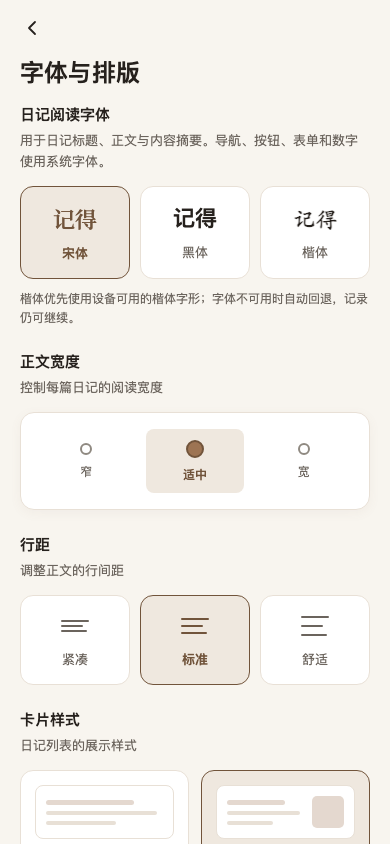 字体与排版
日记阅读字体
用于日记标题、正文与内容摘要。导航、按钮、表单和数字
使用系统字体。
记得
记得
记得
宋体
黑体
楷体
楷体优先使用设备可用的楷体字形；字体不可用时自动回退，记录
仍可继续。
正文宽度
控制每篇日记的阅读宽度
窄
适中
宽
行距
调整正文的行间距
紧凑
标准
舒适
卡片样式
日记列表的展示样式